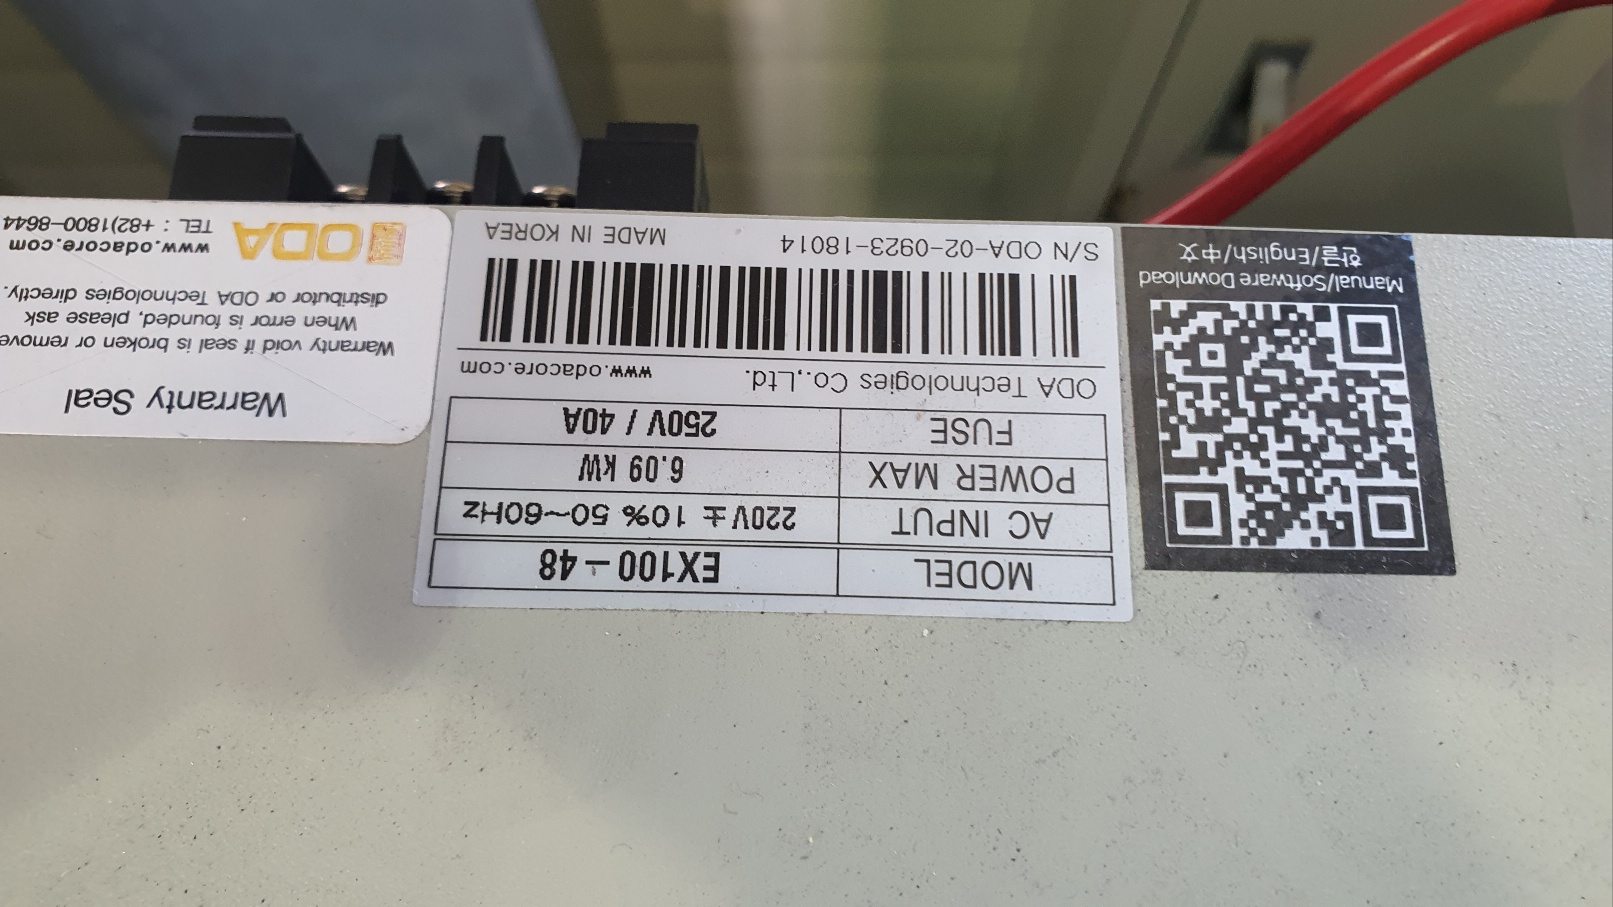 MODEL EX100-48
AC INPUT 220V ± 10% 50~60Hz
POWER MAX 6.09 kW
FUSE 250V / 40A
ODA Technologies Co.,Ltd. www.odacore.com
S/N ODA-02-0923-18014 MADE IN KOREA
Manual/Software Download
한글/English/中文
Warranty Seal
Warranty void if seal is broken or remove
When error is founded, please ask
distributor or ODA Technologies directly.
ODA
www.odacore.com
TEL : +82)1800-8644